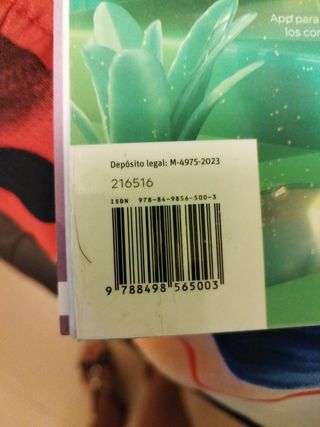 App para
los con
Depósito legal: M-4975-2023
216516
ISBN 978-84-9856-500-3
9 788498 565003